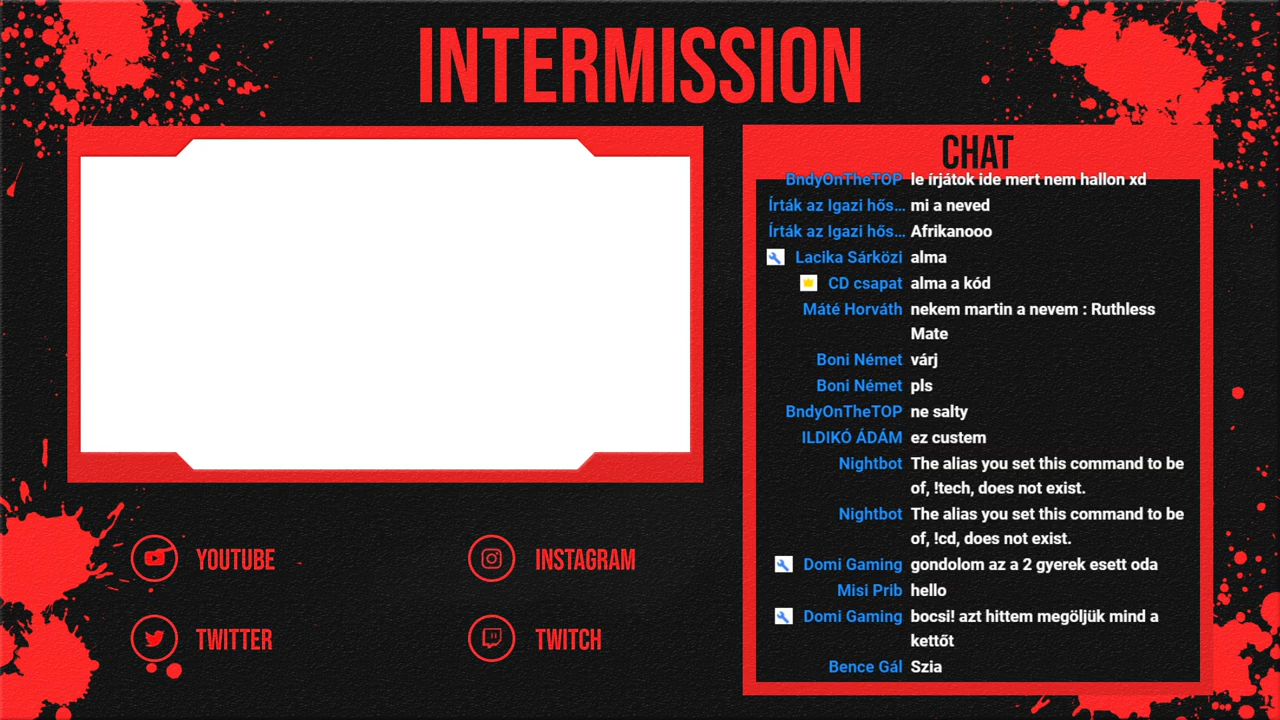 INTERMISSION
CHAT
BndyOnTheTOP le írjátok ide mert nem hallon xd
Írták az Igazi hős... mi a neved
Írták az Igazi hős... Afrikanooo
Lacika Sárközi alma
CD csapat alma a kód
Máté Horváth nekem martin a nevem : Ruthless
Mate
Boni Német várj
Boni Német pls
BndyOnTheTOP ne salty
ILDIKÓ ÁDÁM ez custem
Nightbot The alias you set this command to be
of, !tech, does not exist.
Nightbot The alias you set this command to be
of, !cd, does not exist.
Domi Gaming gondolom az a 2 gyerek esett oda
Misi Prib hello
Domi Gaming bocsi! azt hittem megöljük mind a
kettőt
Bence Gál Szia
YOUTUBE
INSTAGRAM
TWITTER
TWITCH